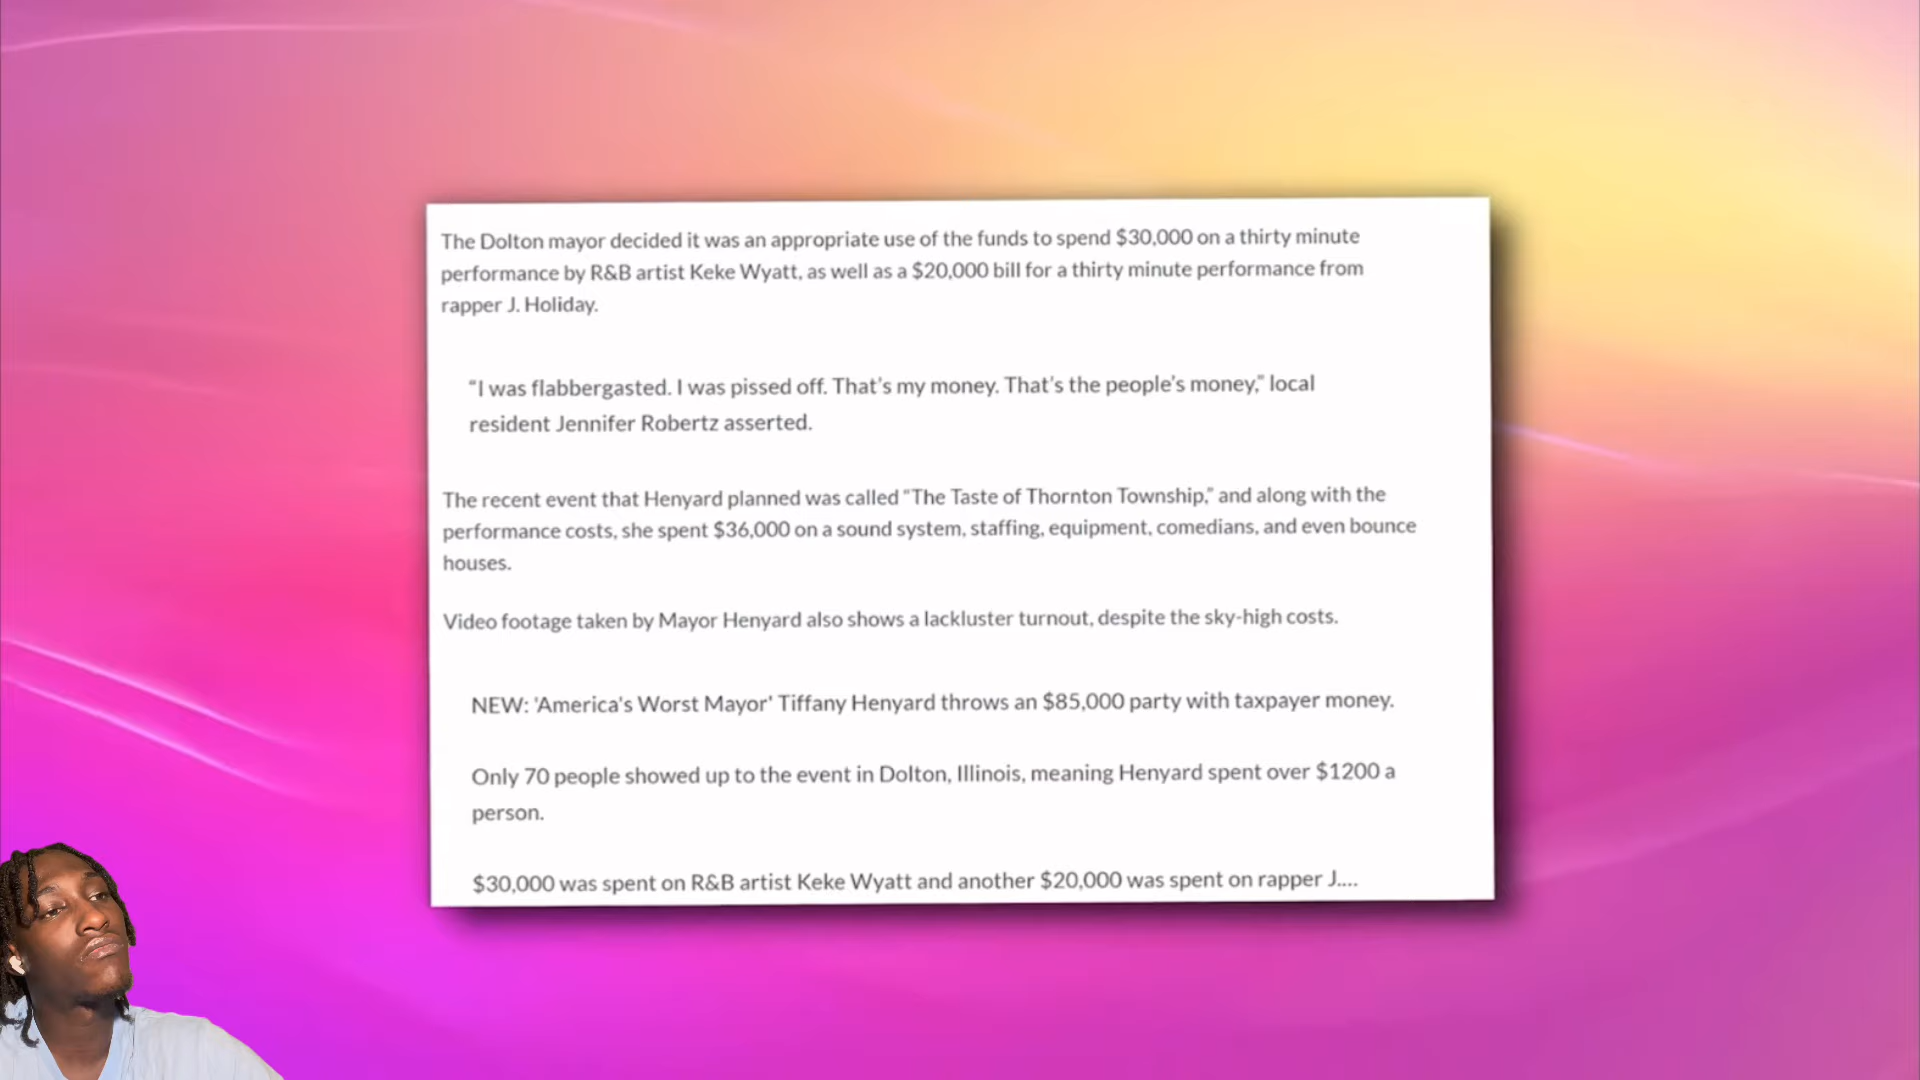 The Dolton mayor decided it was an appropriate use of the funds to spend $30,000 on a thirty minute
performance by R&B artist Keke Wyatt, as well as a $20,000 bill for a thirty minute performance from
rapper J. Holiday.
“I was flabbergasted. I was pissed off. That’s my money. That’s the people’s money,” local
resident Jennifer Robertz asserted.
The recent event that Henyard planned was called “The Taste of Thornton Township,” and along with the
performance costs, she spent $36,000 on a sound system, staffing, equipment, comedians, and even bounce
houses.
Video footage taken by Mayor Henyard also shows a lackluster turnout, despite the sky-high costs.
NEW: 'America's Worst Mayor' Tiffany Henyard throws an $85,000 party with taxpayer money.
Only 70 people showed up to the event in Dolton, Illinois, meaning Henyard spent over $1200 a
person.
$30,000 was spent on R&B artist Keke Wyatt and another $20,000 was spent on rapper J….